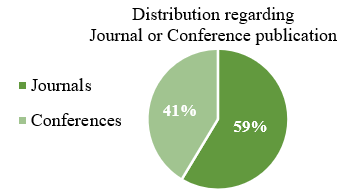 Distribution regarding
Journal or Conference publication
Journals
Conferences
41%
59%